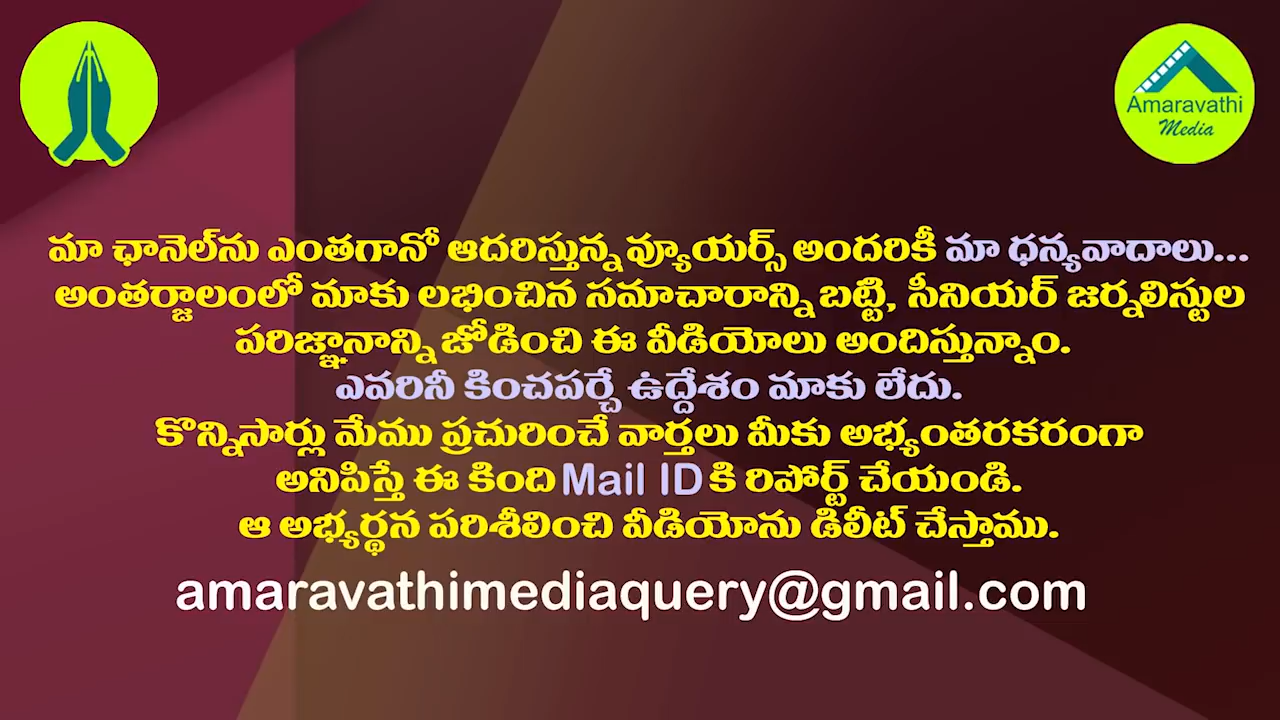 Amaravathi
Media
మా ఛానెల్‌ను ఎంతగానో ఆదరిస్తున్న వ్యూయర్స్ అందరికీ మా ధన్యవాదాలు...
అంతర్జాలంలో మాకు లభించిన సమాచారాన్ని బట్టి, సీనియర్ జర్నలిస్టుల
పరిజ్ఞానాన్ని జోడించి ఈ వీడియోలు అందిస్తున్నాం.
ఎవరినీ కించపర్చే ఉద్దేశం మాకు లేదు.
కొన్నిసార్లు మేము ప్రచురించే వార్తలు మీకు అభ్యంతరకరంగా
అనిపిస్తే ఈ కింది Mail ID కి రిపోర్ట్ చేయండి.
ఆ అభ్యర్థన పరిశీలించి వీడియోను డిలీట్ చేస్తాము.
amaravathimediaquery@gmail.com